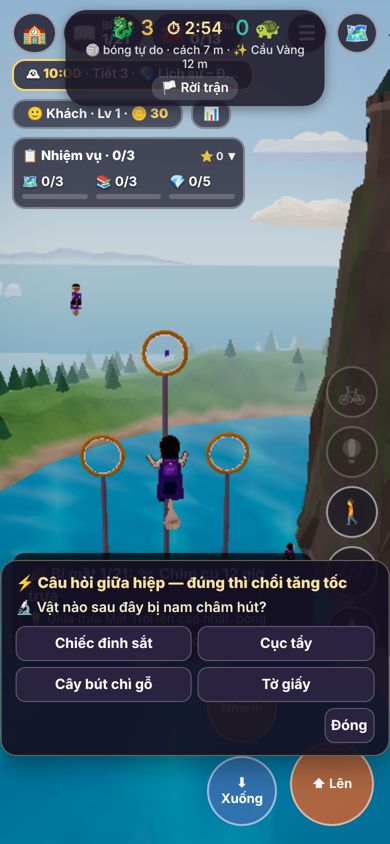 3 2:54 0
bóng tự do · cách 7 m · Cầu Vàng
12 m
Rời trận
10:00 · Tiết 3 · Lịch sử – Đ...
Khách · Lv 1 · 30
Nhiệm vụ · 0/3
0 ▼
0/3 0/3 0/5
Câu hỏi giữa hiệp — đúng thì chổi tăng tốc
Vật nào sau đây bị nam châm hút?
Chiếc đinh sắt Cục tẩy
Cây bút chì gỗ Tờ giấy
Đóng
Nhanh
Xuống
Lên